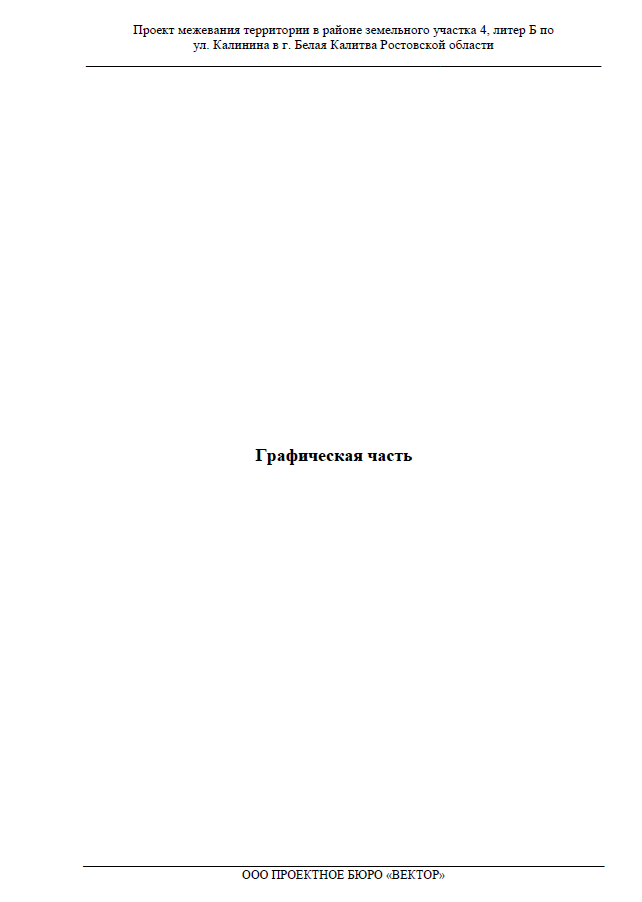 Проект межевания территории в районе земельного участка 4, литер Б по
ул. Калинина в г. Белая Калитва Ростовской области
Графическая часть
ООО ПРОЕКТНОЕ БЮРО «ВЕКТОР»